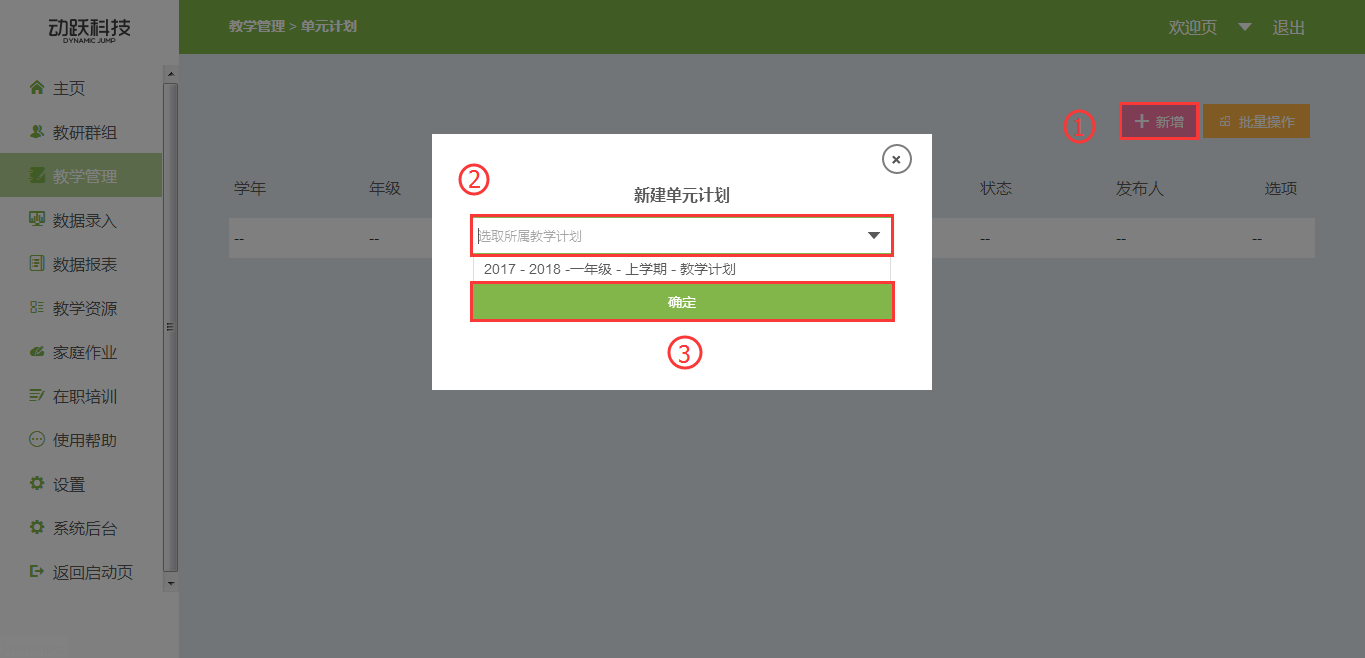 动跃科技
DYNAMIC JUMP
教学管理 > 单元计划
欢迎页
退出
主页
教研群组
教学管理
数据录入
数据报表
教学资源
家庭作业
在职培训
使用帮助
设置
系统后台
返回启动页
①
新增
批量操作
学年
年级
状态
发布人
选项
--
--
--
--
--
②
新建单元计划
选取所属教学计划
2017 - 2018 -一年级 - 上学期 - 教学计划
确定
③